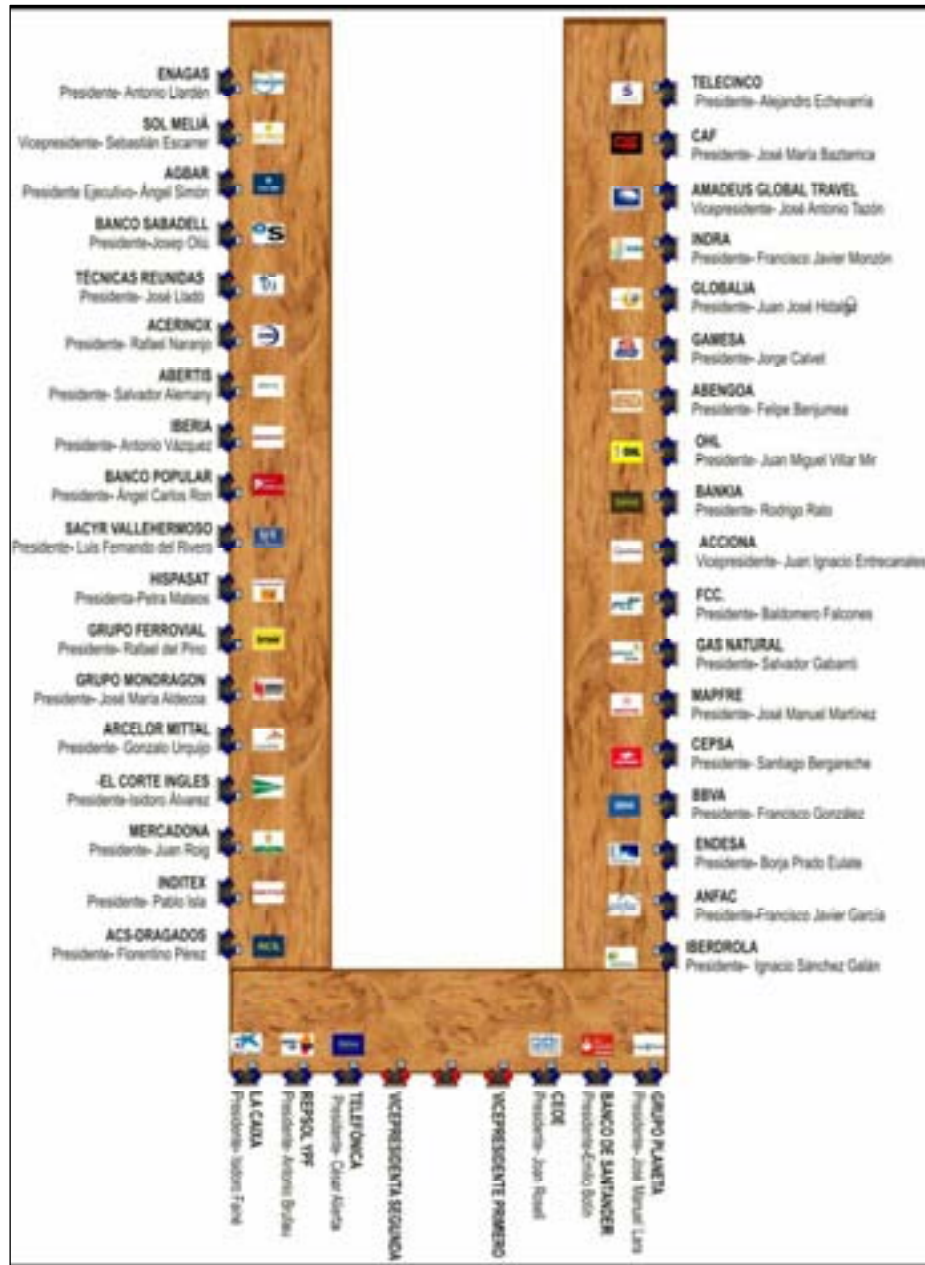 ENAGAS
Presidente- Antonio Llardén
SOL MELIÁ
Vicepresidente- Sebastián Escarrer
AGBAR
Presidente Ejecutivo- Ángel Simón
BANCO SABADELL
Presidente-Josep Oliú
TÉCNICAS REUNIDAS
Presidente- José Lladó
ACERINOX
Presidente- Rafael Naranjo
ABERTIS
Presidente- Salvador Alemany
IBERIA
Presidente- Antonio Vázquez
BANCO POPULAR
Presidente- Ángel Carlos Ron
SACYR VALLEHERMOSO
Presidente- Luis Fernando del Rivero
HISPASAT
Presidenta-Petra Mateos
GRUPO FERROVIAL
Presidente- Rafael del Pino
GRUPO MONDRAGON
Presidente- José María Aldecoa
ARCELOR MITTAL
Presidente- Gonzalo Urquijo
-EL CORTE INGLES
Presidente-Isidoro Álvarez
MERCADONA
Presidente- Juan Roig
INDITEX
Presidente- Pablo Isla
ACS-DRAGADOS
Presidente- Florentino Pérez
TELECINCO
Presidente- Alejandro Echevarría
CAF
Presidente- José María Bazterrica
AMADEUS GLOBAL TRAVEL
Vicepresidente- José Antonio Tazón
INDRA
Presidente- Francisco Javier Monzón
GLOBALIA
Presidente- Juan José Hidalgo
GAMESA
Presidente- Jorge Calvet
ABENGOA
Presidente- Felipe Benjumea
OHL
Presidente- Juan Miguel Villar Mir
OHL
BANKIA
Presidente- Rodrigo Rato
ACCIONA
Vicepresidente- Juan Ignacio Entrecanales
FCC.
Presidente- Baldomero Falcones
GAS NATURAL
Presidente- Salvador Gabarró
MAPFRE
Presidente- José Manuel Martínez
CEPSA
Presidente- Santiago Bergareche
BBVA
Presidente- Francisco González
ENDESA
Presidente- Borja Prado Eulate
ANFAC
Presidente-Francisco Javier García
IBERDROLA
Presidente- Ignacio Sánchez Galán
LA CAIXA
Presidente- Isidoro Fainé
REPSOL YPF
Presidente- Antonio Brufau
TELEFÓNICA
Presidente- César Alierta
VICEPRESIDENTA SEGUNDA
VICEPRESIDENTE PRIMERO
CEOE
Presidente- Joan Rosell
BANCO DE SANTANDER
Presidente-Emilio Botín
GRUPO PLANETA
Presidente- José Manuel Lara